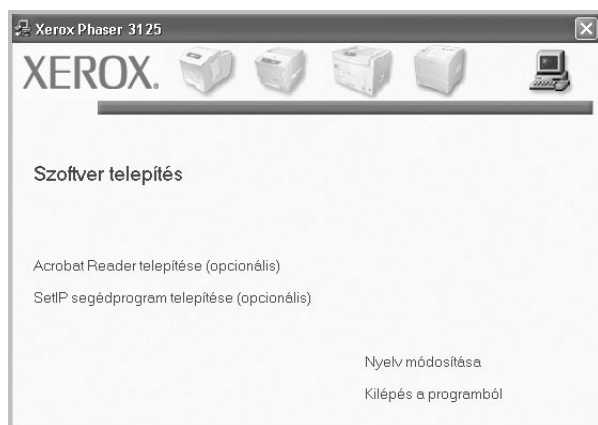 Xerox Phaser 3125
XEROX.
Szoftver telepítés
Acrobat Reader telepítése (opcionális)
SetIP segédprogram telepítése (opcionális)
Nyelv módosítása
Kilépés a programból